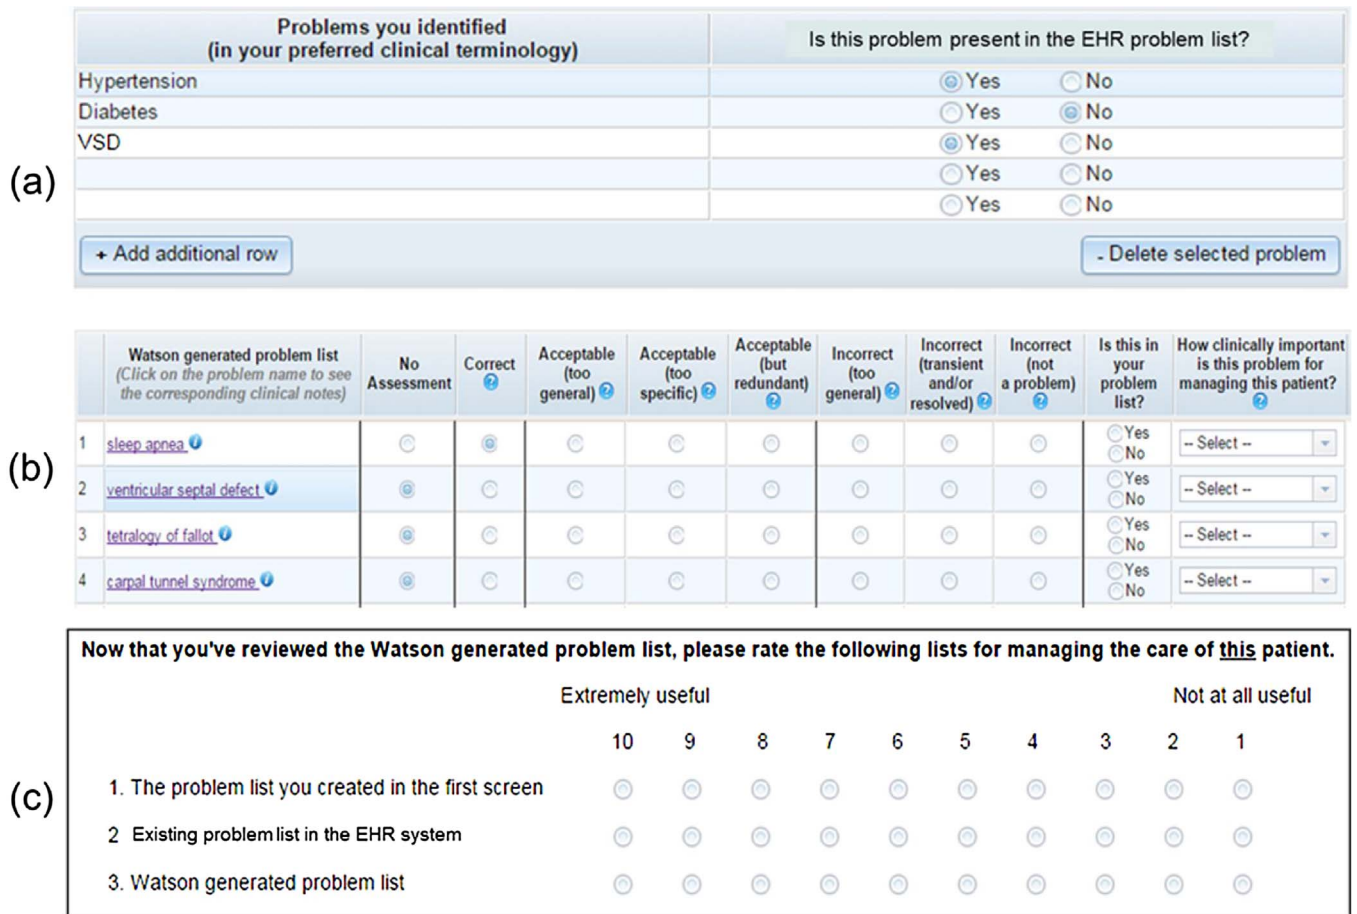 Problems you identified
(in your preferred clinical terminology)
Is this problem present in the EHR problem list?
Hypertension Yes No
Diabetes Yes No
VSD Yes No
Yes No
Yes No
(a)
+ Add additional row
- Delete selected problem
Watson generated problem list
(Click on the problem name to see
the corresponding clinical notes)
No
Assessment
Correct
?
Acceptable
(too
general) ?
Acceptable
(too
specific) ?
Acceptable
(but
redundant)
?
Incorrect
(too
general) ?
Incorrect
(transient
and/or
resolved) ?
Incorrect
(not
a problem)
?
Is this in
your
problem
list?
How clinically important
is this problem for
managing this patient?
?
(b)
1 sleep apnea i Yes
No
-- Select --
2 ventricular septal defect i Yes
No
-- Select --
3 tetralogy of fallot i Yes
No
-- Select --
4 carpal tunnel syndrome i Yes
No
-- Select --
Now that you've reviewed the Watson generated problem list, please rate the following lists for managing the care of this patient.
Extremely useful Not at all useful
10 9 8 7 6 5 4 3 2 1
(c)
1. The problem list you created in the first screen
2 Existing problem list in the EHR system
3. Watson generated problem list